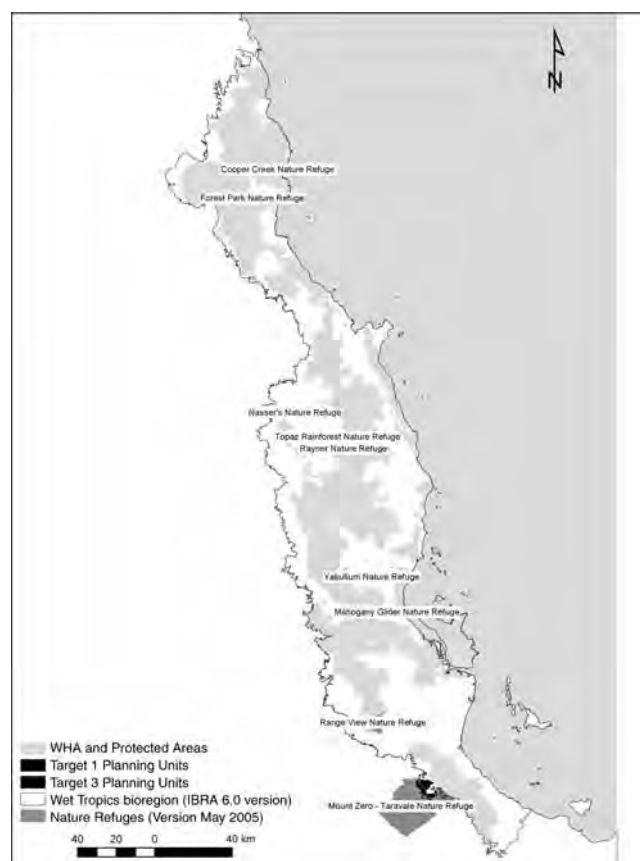 Cooper Creek Nature Refuge
Forest Park Nature Refuge
Wasser's Nature Refuge
Topaz Rainforest Nature Refuge
Rayner Nature Refuge
Yabullum Nature Refuge
Mahogany Glider Nature Refuge
Range View Nature Refuge
Mount Zero - Taravale Nature Refuge
WHA and Protected Areas
Target 1 Planning Units
Target 3 Planning Units
Wet Tropics bioregion (IBRA 6.0 version)
Nature Refuges (Version May 2005)
40 20 0 40 km
N